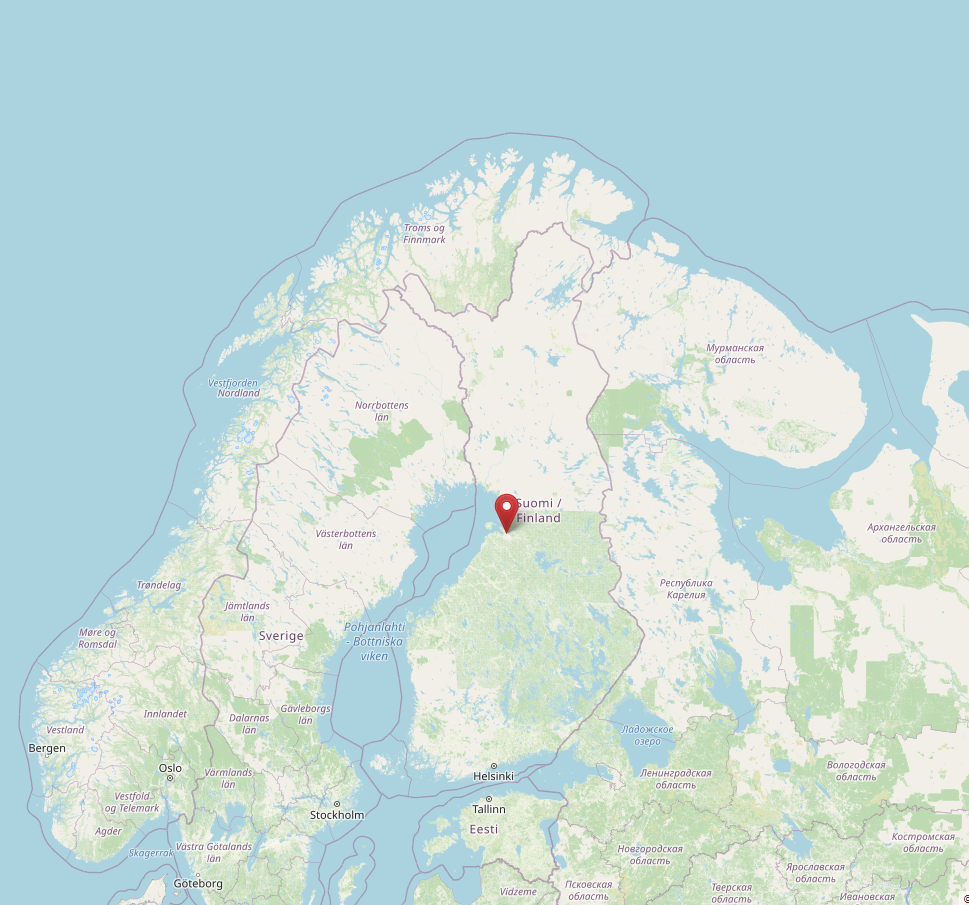 Troms og
Finnmark
Мурманская
область
Vestfjorden
Nordland
Norrbottens
län
Suomi /
Finland
Архангельская
область
Västerbottens
län
Trøndelag
Республика
Карелия
Jämtlands
län
Møre og
Romsdal
Sverige
Pohjanlahti
- Bottniska
viken
Innlandet
Gävleborgs
län
Dalarnas
län
Vestland
Bergen
Ладожское
озеро
Oslo
Värmlands
län
Helsinki
Ленинградская
область
Вологодская
область
Vestfold
og Telemark
Stockholm
Tallinn
Eesti
Agder
Skagerrak
Västra Götalands
län
Новгородская
область
Костромская
область
Ярославская
область
Göteborg
Vidzeme
Псковская
область
Тверская
область
Ивановская
©